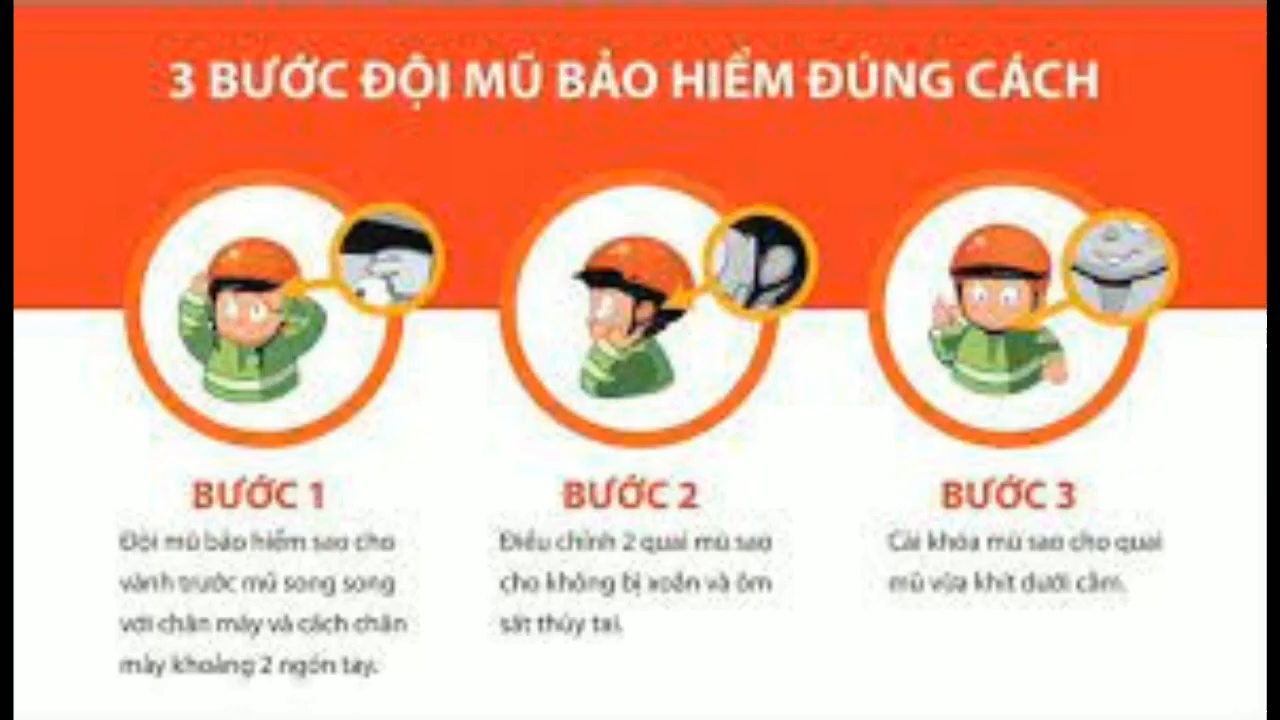 3 BƯỚC ĐỘI MŨ BẢO HIỂM ĐÚNG CÁCH
BƯỚC 1
Đội mũ bảo hiểm sao cho
vành trước mũ song song
với chân mày và cách chân
mày khoảng 2 ngón tay.
BƯỚC 2
Điều chỉnh 2 quai mũ sao
cho không bị xoắn và ôm
sát thùy tai.
BƯỚC 3
Cài khóa mũ sao cho quai
mũ vừa khít dưới cằm.